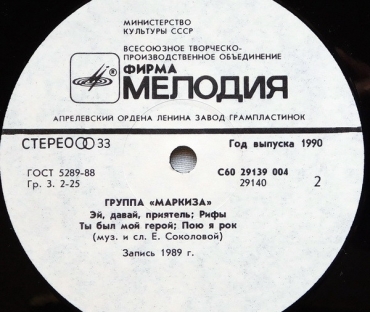 МИНИСТЕРСТВО
КУЛЬТУРЫ СССР
ВСЕСОЮЗНОЕ ТВОРЧЕСКО-
ПРОИЗВОДСТВЕННОЕ ОБЪЕДИНЕНИЕ
ФИРМА
МЕЛОДИЯ
АПРЕЛЕВСКИЙ ОРДЕНА ЛЕНИНА ЗАВОД ГРАМПЛАСТИНОК
СТЕРЕО 33 Год выпуска 1990
ГОСТ 5289-88 С60 29139 004
Гр. 3. 2-25 29140 2
ГРУППА «МАРКИЗА»
Эй, давай, приятель; Рифы
Ты был мой герой; Пою я рок
(муз. и сл. Е. Соколовой)
Запись 1989 г.